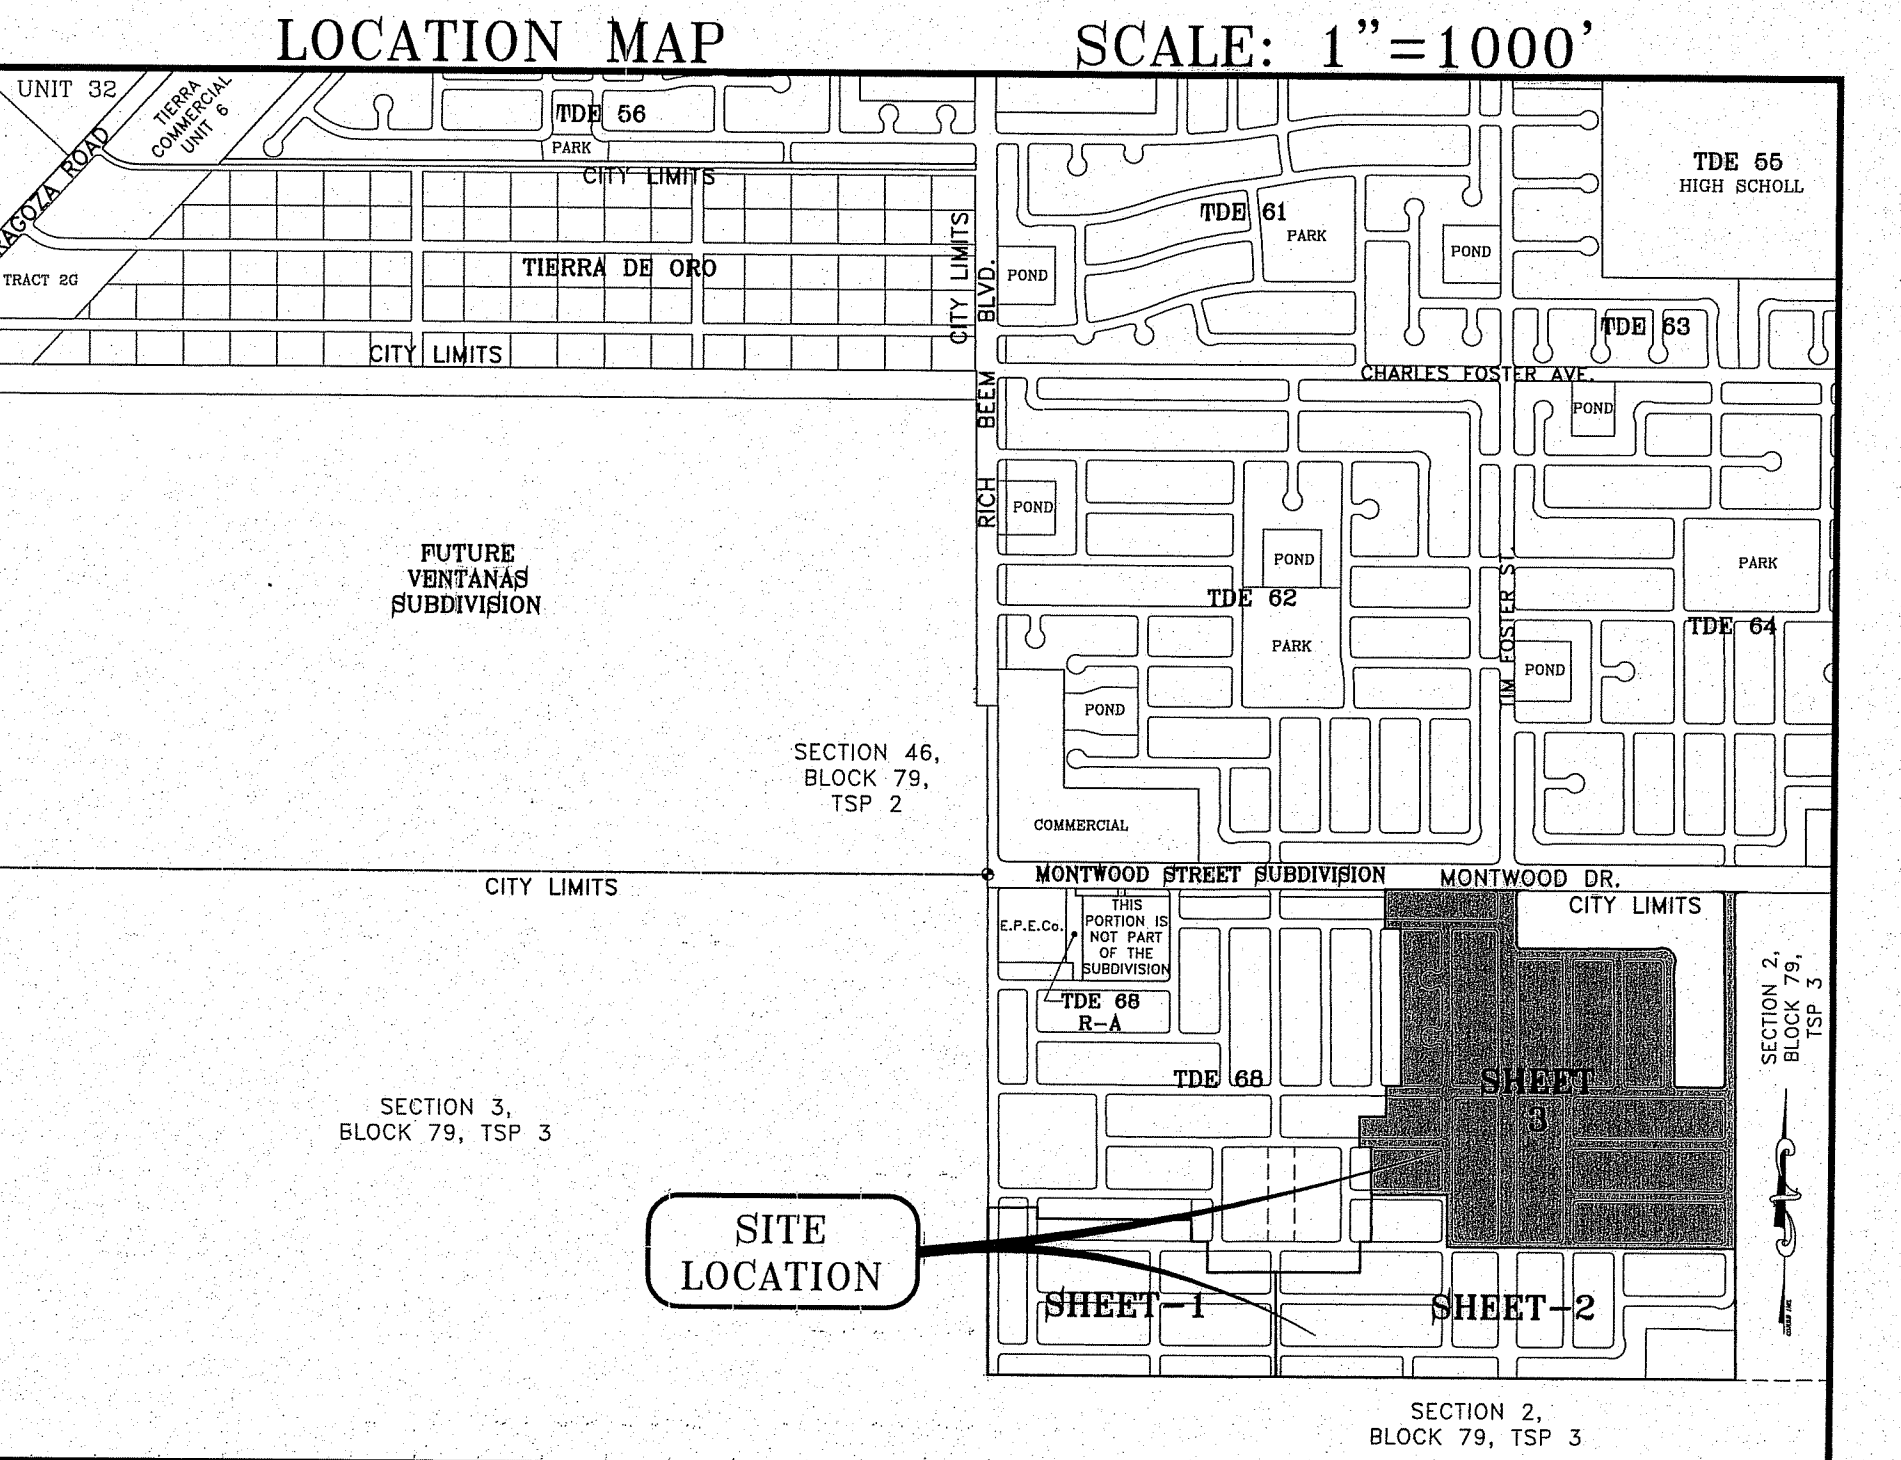 LOCATION MAP
SCALE: 1"=1000'
UNIT 32
TIERRA
COMMERCIAL
UNIT 6
TDE 56
PARK
CITY LIMITS
RAGOZA ROAD
TRACT 2G
TIERRA DE ORO
CITY LIMITS
CITY LIMITS
RICH BEEM BLVD.
POND
TDE 61
PARK
POND
TDE 55
HIGH SCHOLL
TDE 63
CHARLES FOSTER AVE.
POND
FUTURE
VENTANAS
SUBDIVISION
POND
POND
TDE 62
PARK
TIM FOSTER ST.
PARK
TDE 64
POND
POND
SECTION 46,
BLOCK 79,
TSP 2
COMMERCIAL
CITY LIMITS
MONTWOOD STREET SUBDIVISION
MONTWOOD DR.
CITY LIMITS
E.P.E.Co.
THIS
PORTION IS
NOT PART
OF THE
SUBDIVISION
TDE 68
R-A
TDE 68
SHEET
3
SECTION 2,
BLOCK 79,
TSP 3
SECTION 3,
BLOCK 79, TSP 3
SITE
LOCATION
SHEET-1
SHEET-2
SECTION 2,
BLOCK 79, TSP 3